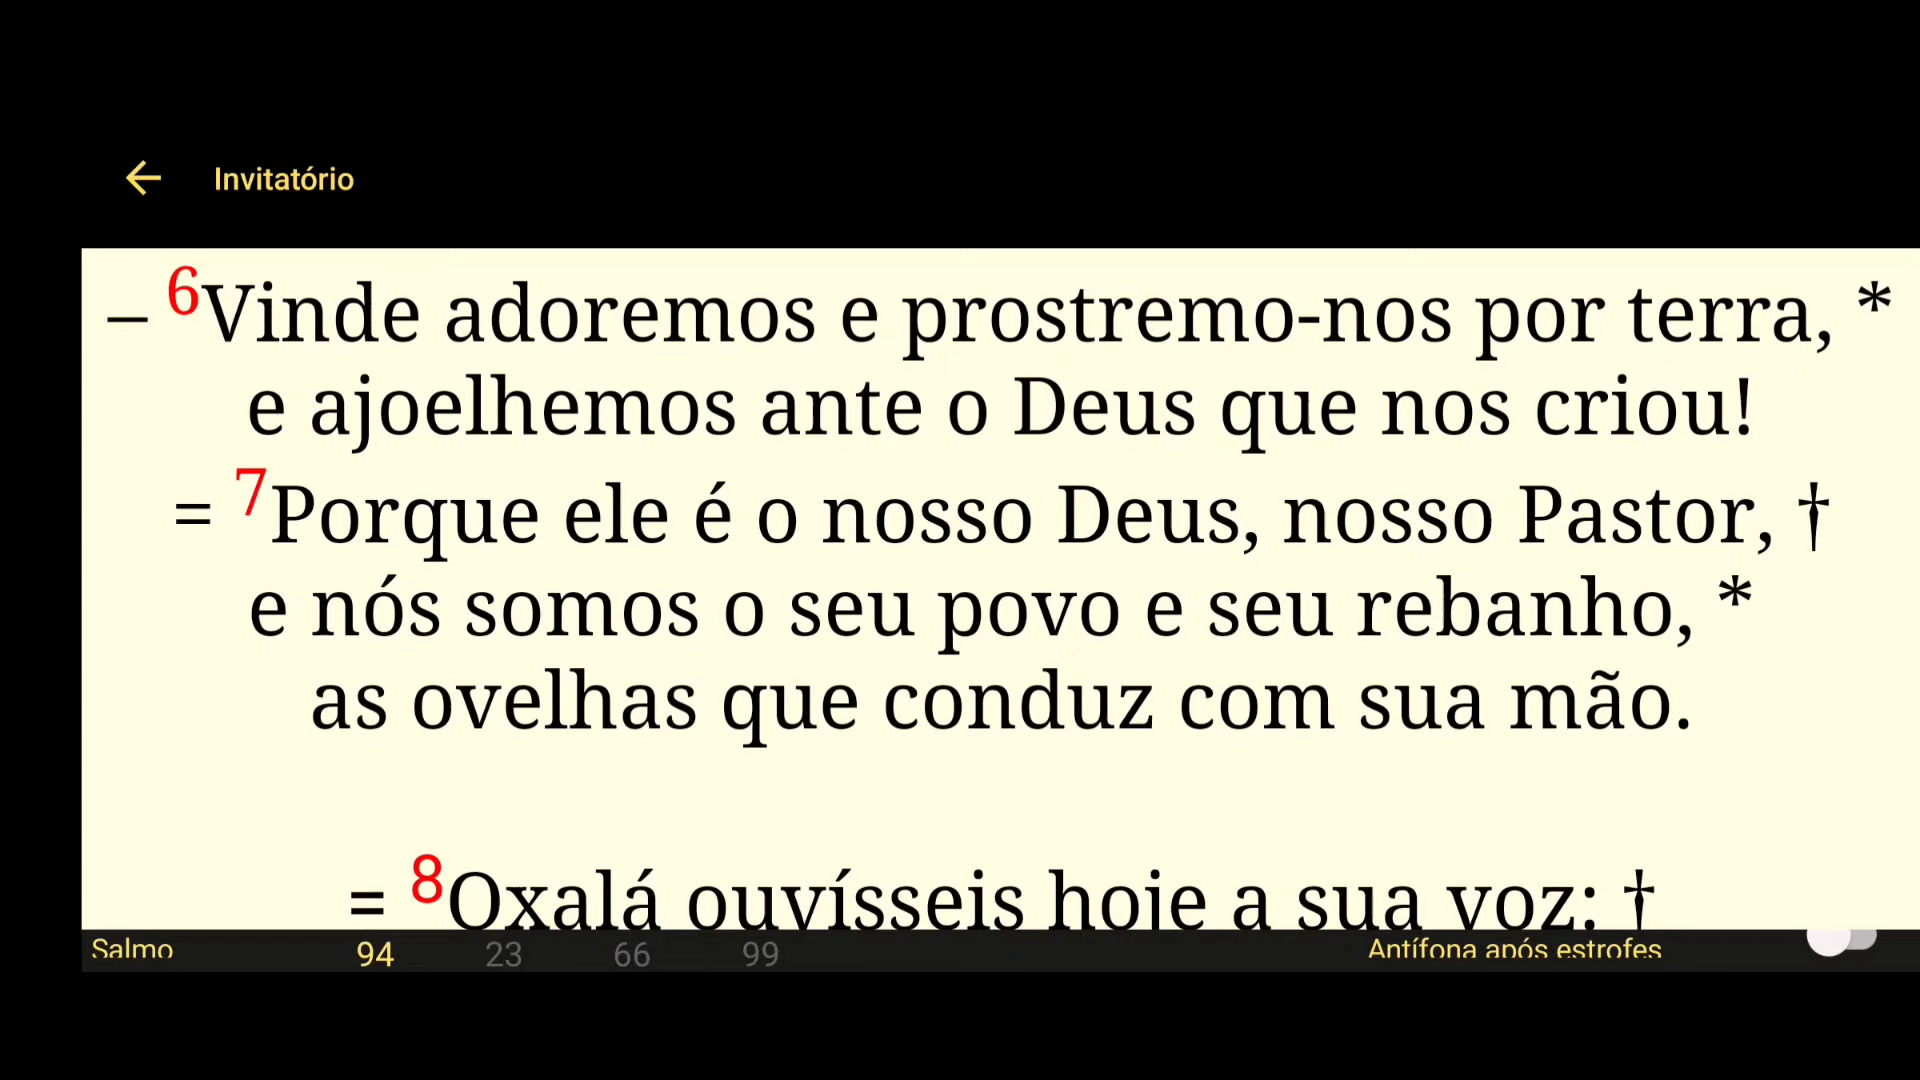 Invitatório
– 6Vinde adoremos e prostremo-nos por terra, *
e ajoelhemos ante o Deus que nos criou!
= 7Porque ele é o nosso Deus, nosso Pastor, †
e nós somos o seu povo e seu rebanho, *
as ovelhas que conduz com sua mão.
= 8Oxalá ouvísseis hoje a sua voz: †
Salmo 94 23 66 99 Antífona após estrofes